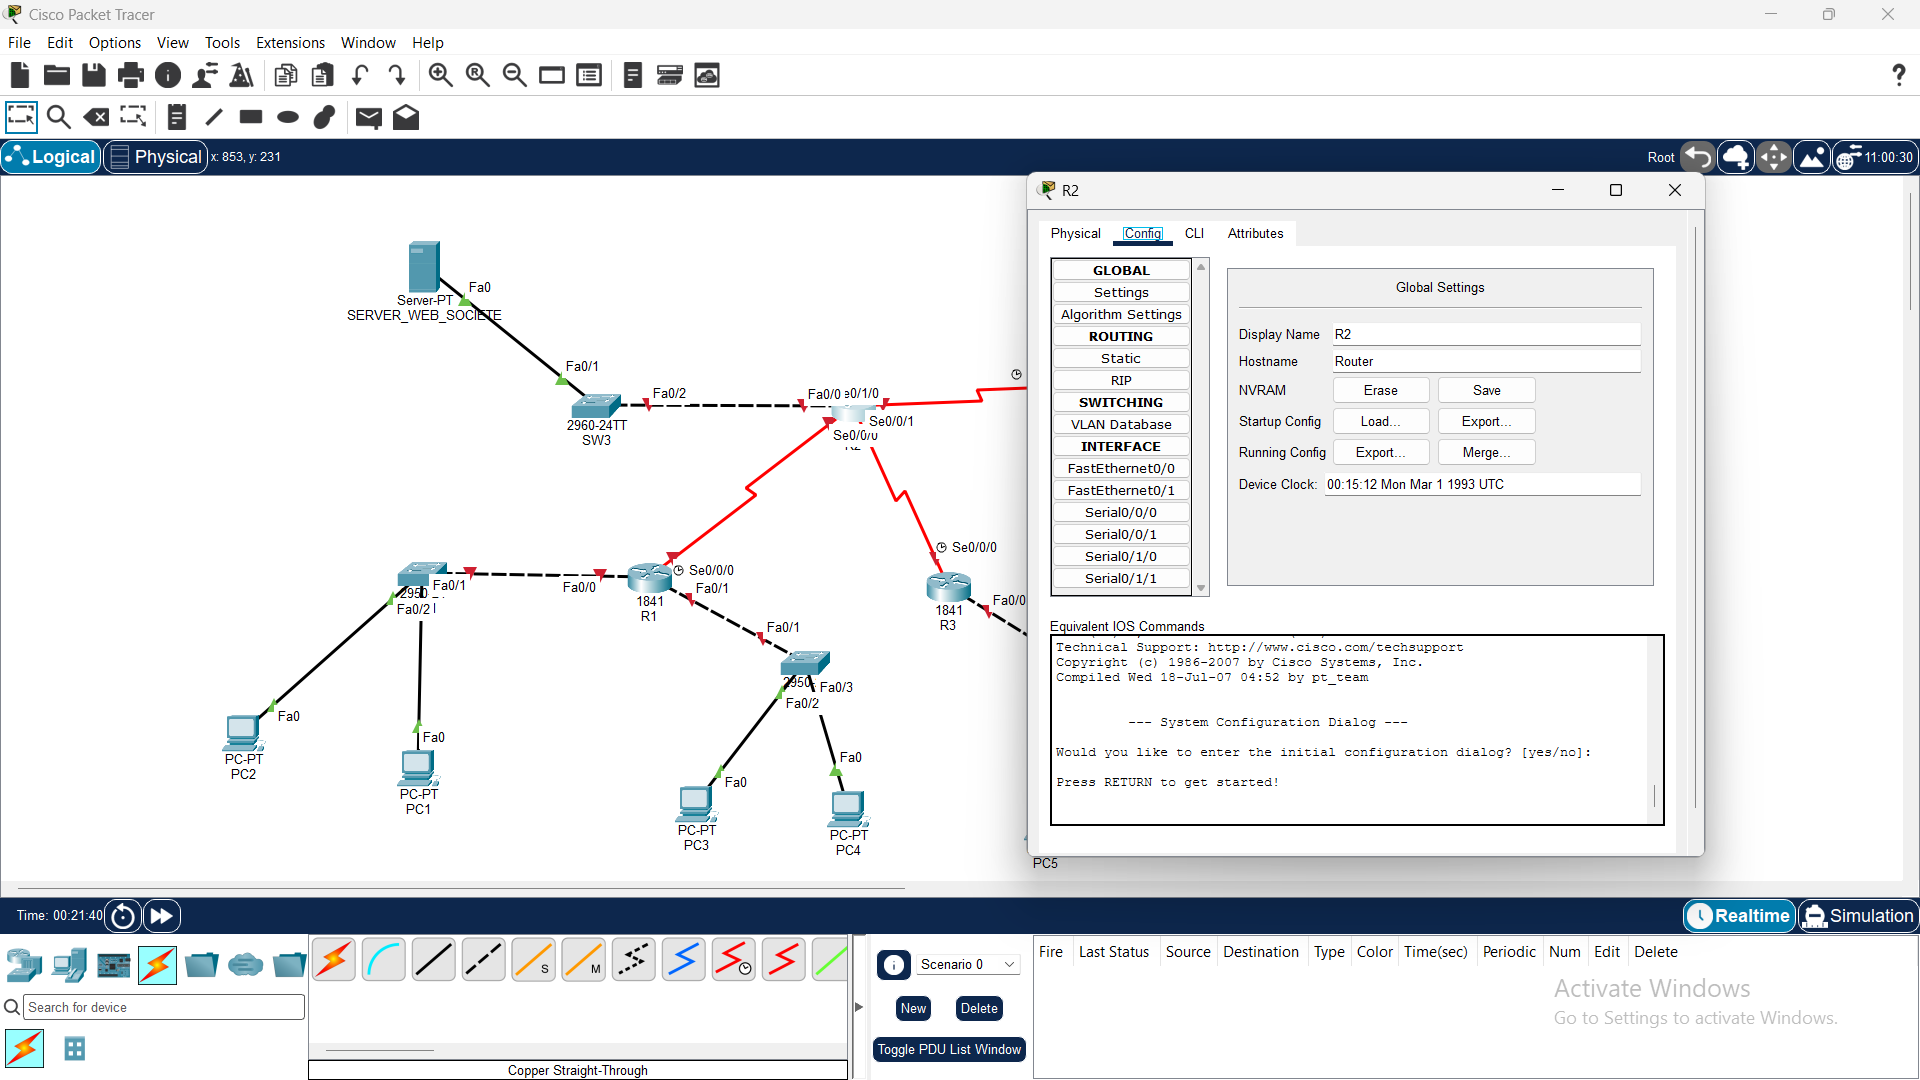 Cisco Packet Tracer
File Edit Options View Tools Extensions Window Help
Logical Physical x: 853, y: 231
Root 11:00:30
Fa0
Server-PT
SERVER_WEB_SOCIETE
Fa0/1
Fa0/2
2960-24TT
SW3
Fa0/0
Se0/0/1
Fa0/1
Fa0/2
Fa0/0
Se0/0/0
Fa0/1
1841
R1
Se0/0/0
1841
R3
Fa0/0
Fa0/1
Fa0/3
Fa0/2
Fa0
PC-PT
PC2
Fa0
PC-PT
PC1
Fa0
PC-PT
PC3
Fa0
PC-PT
PC4
PC5
R2
Physical Config CLI Attributes
GLOBAL
Settings
Algorithm Settings
ROUTING
Static
RIP
SWITCHING
VLAN Database
INTERFACE
FastEthernet0/0
FastEthernet0/1
Serial0/0/0
Serial0/0/1
Serial0/1/0
Serial0/1/1
Global Settings
Display Name R2
Hostname Router
NVRAM Erase Save
Startup Config Load... Export...
Running Config Export... Merge...
Device Clock: 00:15:12 Mon Mar 1 1993 UTC
Equivalent IOS Commands
Technical Support: http://www.cisco.com/techsupport
Copyright (c) 1986-2007 by Cisco Systems, Inc.
Compiled Wed 18-Jul-07 04:52 by pt_team
--- System Configuration Dialog ---
Would you like to enter the initial configuration dialog? [yes/no]:
Press RETURN to get started!
Time: 00:21:40
Realtime Simulation
Search for device
S
M
Copper Straight-Through
Scenario 0
New Delete
Toggle PDU List Window
Fire Last Status Source Destination Type Color Time(sec) Periodic Num Edit Delete
Activate Windows
Go to Settings to activate Windows.